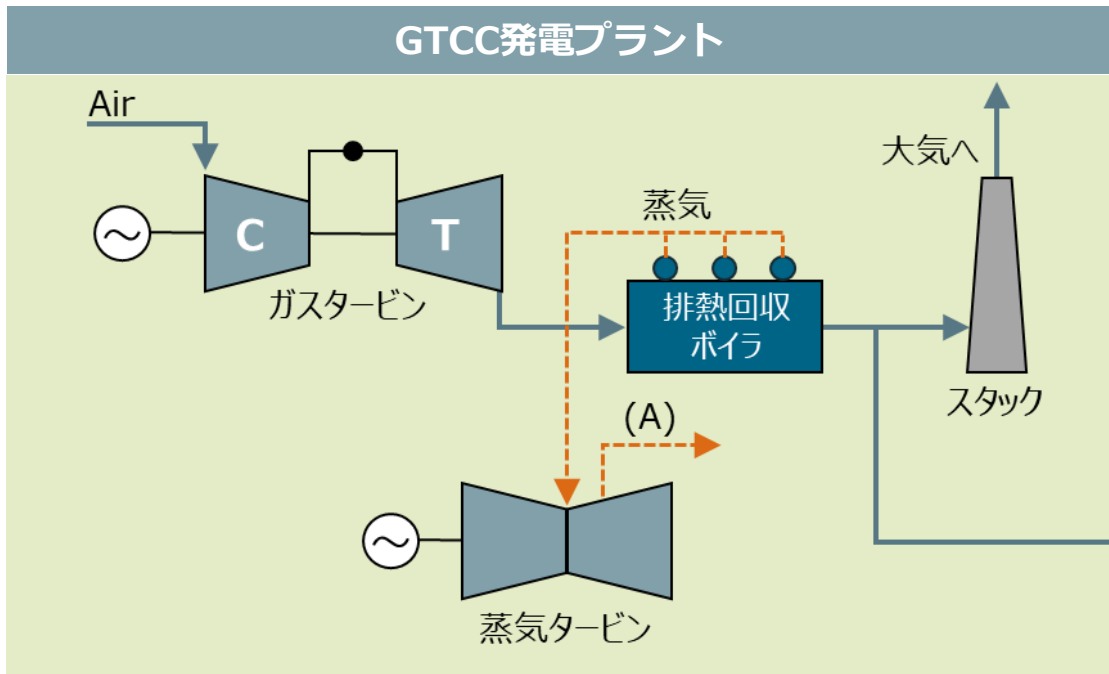 GTCC発電プラント
Air
大気へ
蒸気
C
T
ガスタービン
排熱回収
ボイラ
スタック
(A)
蒸気タービン